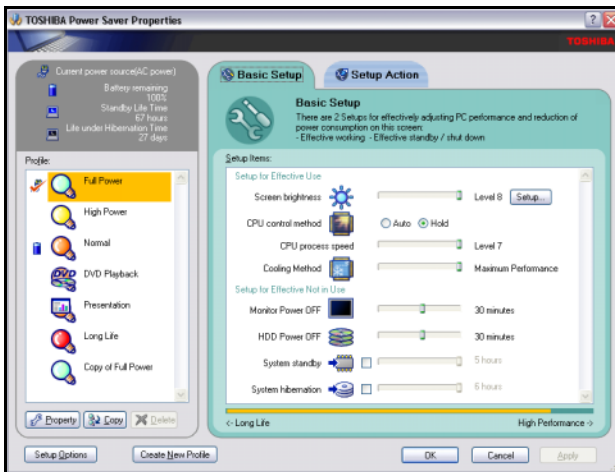 TOSHIBA Power Saver Properties
TOSHIBA
Current power source(AC power)
Battery remaining
100%
Standby Life Time
67 hours
Life under Hibernation Time
27 days
Profile:
Full Power
High Power
Normal
DVD Playback
Presentation
Long Life
Copy of Full Power
Property Copy Delete
Basic Setup Setup Action
Basic Setup
There are 2 Setups for effectively adjusting PC performance and reduction of
power consumption on this screen:
- Effective working - Effective standby / shut down
Setup Items:
Setup for Effective Use
Screen brightness Level 8 Setup...
CPU control method Auto Hold
CPU process speed Level 7
Cooling Method Maximum Performance
Setup for Effective Not in Use
Monitor Power OFF 30 minutes
HDD Power OFF 30 minutes
System standby 5 hours
System hibernation 6 hours
<- Long Life High Performance ->
Setup Options Create New Profile OK Cancel Apply